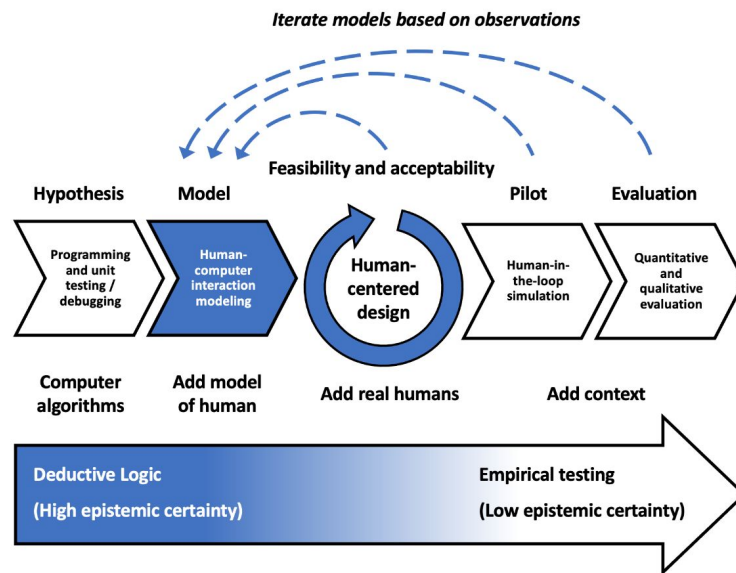 Iterate models based on observations
Feasibility and acceptability
Hypothesis
Model
Pilot
Evaluation
Programming
and unit
testing /
debugging
Human-
computer
interaction
modeling
Human-
centered
design
Human-in-
the-loop
simulation
Quantitative
and
qualitative
evaluation
Computer
algorithms
Add model
of human
Add real humans
Add context
Deductive Logic
(High epistemic certainty)
Empirical testing
(Low epistemic certainty)